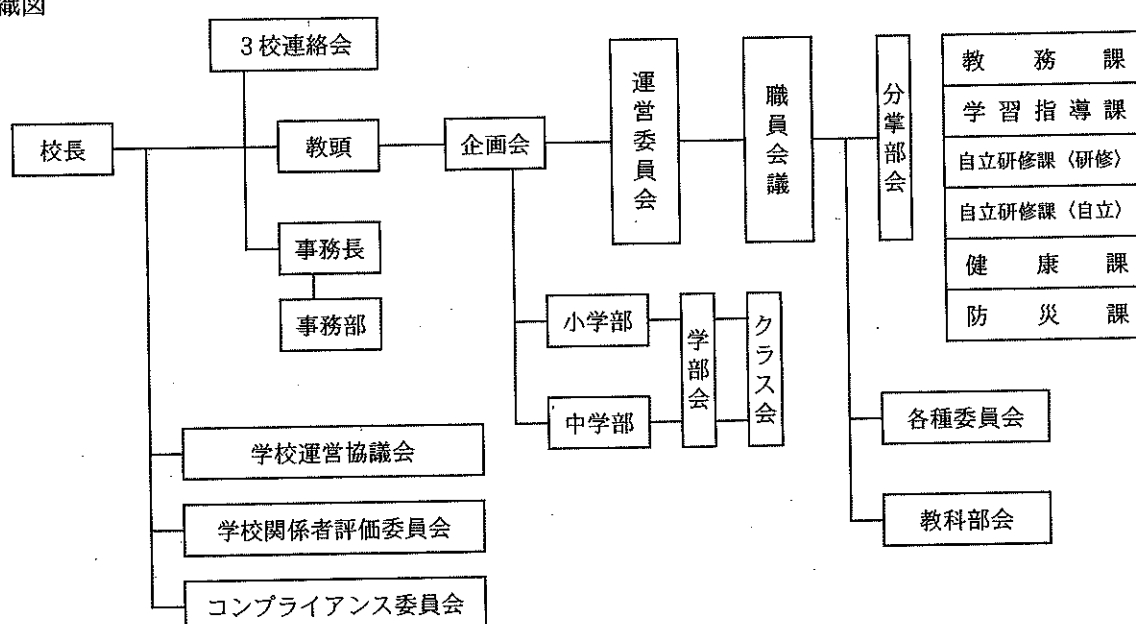 織図
3校連絡会
校長
教頭
企画会
運営委員会
職員会議
分掌部会
教務課
学習指導課
自立研修課〈研修〉
自立研修課〈自立〉
健康課
防災課
事務長
事務部
小学部
中学部
学部会
クラス会
各種委員会
教科部会
学校運営協議会
学校関係者評価委員会
コンプライアンス委員会